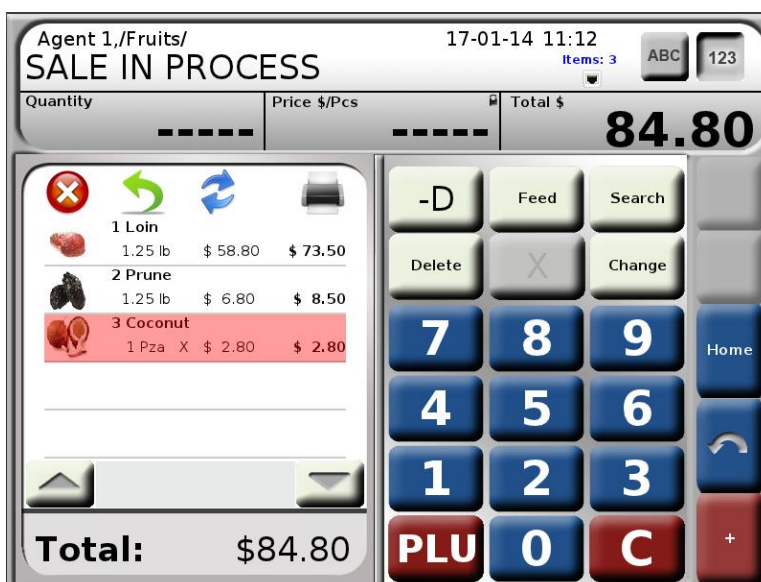 Agent 1,/Fruits/
17-01-14 11:12
SALE IN PROCESS
Items: 3
ABC
123
Quantity
-----
Price $/Pcs
-----
Total $
84.80
1 Loin
1.25 lb $ 58.80 $ 73.50
2 Prune
1.25 lb $ 6.80 $ 8.50
3 Coconut
1 Pza X $ 2.80 $ 2.80
Total: $84.80
-D Feed Search
Delete X Change
7 8 9 Home
4 5 6
1 2 3
PLU 0 C +